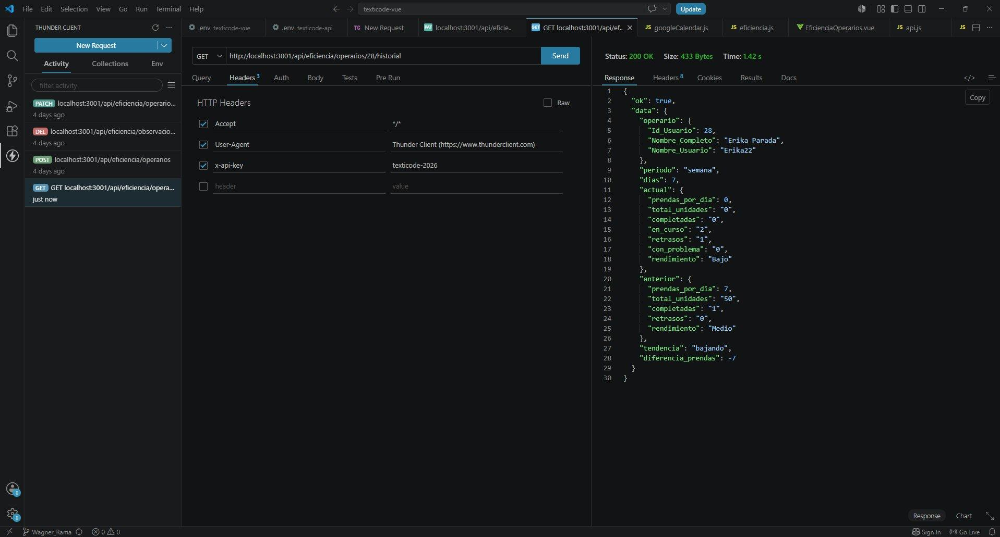 File Edit Selection View Go Run Terminal Help
texticode-vue
Update
THUNDER CLIENT
New Request
Activity Collections Env
filter activity
PATCH localhost:3001/api/eficiencia/operario...
4 days ago
DEL localhost:3001/api/eficiencia/observacio...
4 days ago
POST localhost:3001/api/eficiencia/operarios
4 days ago
GET GET localhost:3001/api/eficiencia/opera...
just now
.env texticode-vue
.env texticode-api
TC New Request
PAT localhost:3001/api/eficie..
GET GET localhost:3001/api/ef..
JS googleCalendar.js
JS eficiencia.js
EficienciaOperarios.vue
JS api.js
JS
GET http://localhost:3001/api/eficiencia/operarios/28/historial Send
Query Headers 3 Auth Body Tests Pre Run
HTTP Headers Raw
Accept */*
User-Agent Thunder Client (https://www.thunderclient.com)
x-api-key texticode-2026
header value
Status: 200 OK Size: 433 Bytes Time: 1.42 s
Response Headers 8 Cookies Results Docs </>
Copy
1 {
2 "ok": true,
3 "data": {
4 "operario": {
5 "Id_Usuario": 28,
6 "Nombre_Completo": "Erika Parada",
7 "Nombre_Usuario": "Erika22"
8 },
9 "periodo": "semana",
10 "dias": 7,
11 "actual": {
12 "prendas_por_dia": 0,
13 "total_unidades": "0",
14 "completadas": "0",
15 "en_curso": "2",
16 "retrasos": "1",
17 "con_problema": "0",
18 "rendimiento": "Bajo"
19 },
20 "anterior": {
21 "prendas_por_dia": 7,
22 "total_unidades": "50",
23 "completadas": "1",
24 "retrasos": "0",
25 "rendimiento": "Medio"
26 },
27 "tendencia": "bajando",
28 "diferencia_prendas": -7
29 }
30 }
Response Chart
1
1
Wagner_Rama 0 0
Sign In Go Live